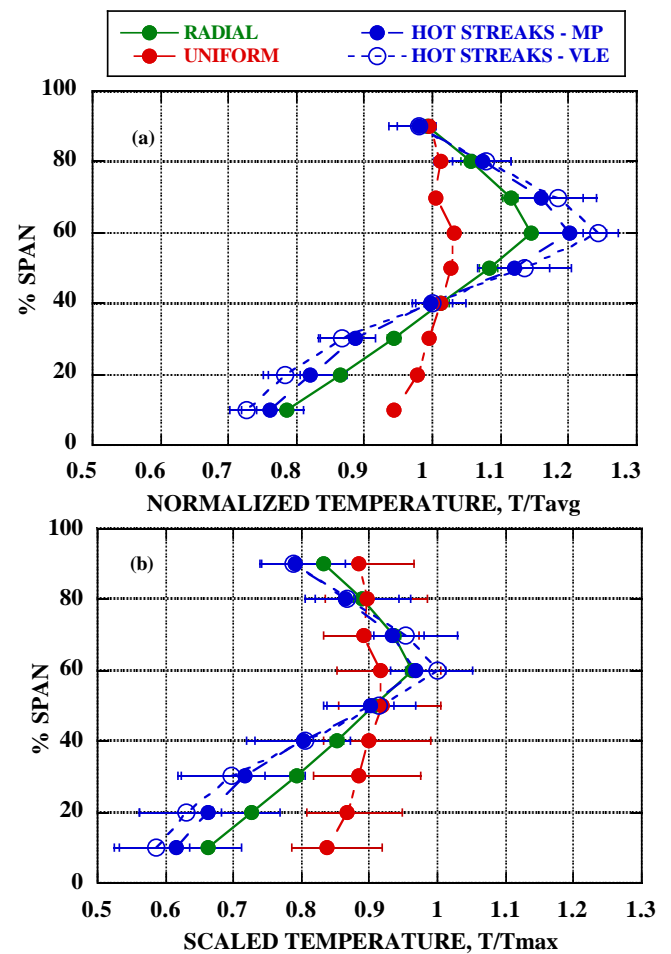 RADIAL HOT STREAKS - MP
UNIFORM HOT STREAKS - VLE
100
80
60
40
20
0
% SPAN
(a)
0.5 0.6 0.7 0.8 0.9 1 1.1 1.2 1.3
NORMALIZED TEMPERATURE, T/Tavg
100
80
60
40
20
0
% SPAN
(b)
0.5 0.6 0.7 0.8 0.9 1 1.1 1.2 1.3
SCALED TEMPERATURE, T/Tmax